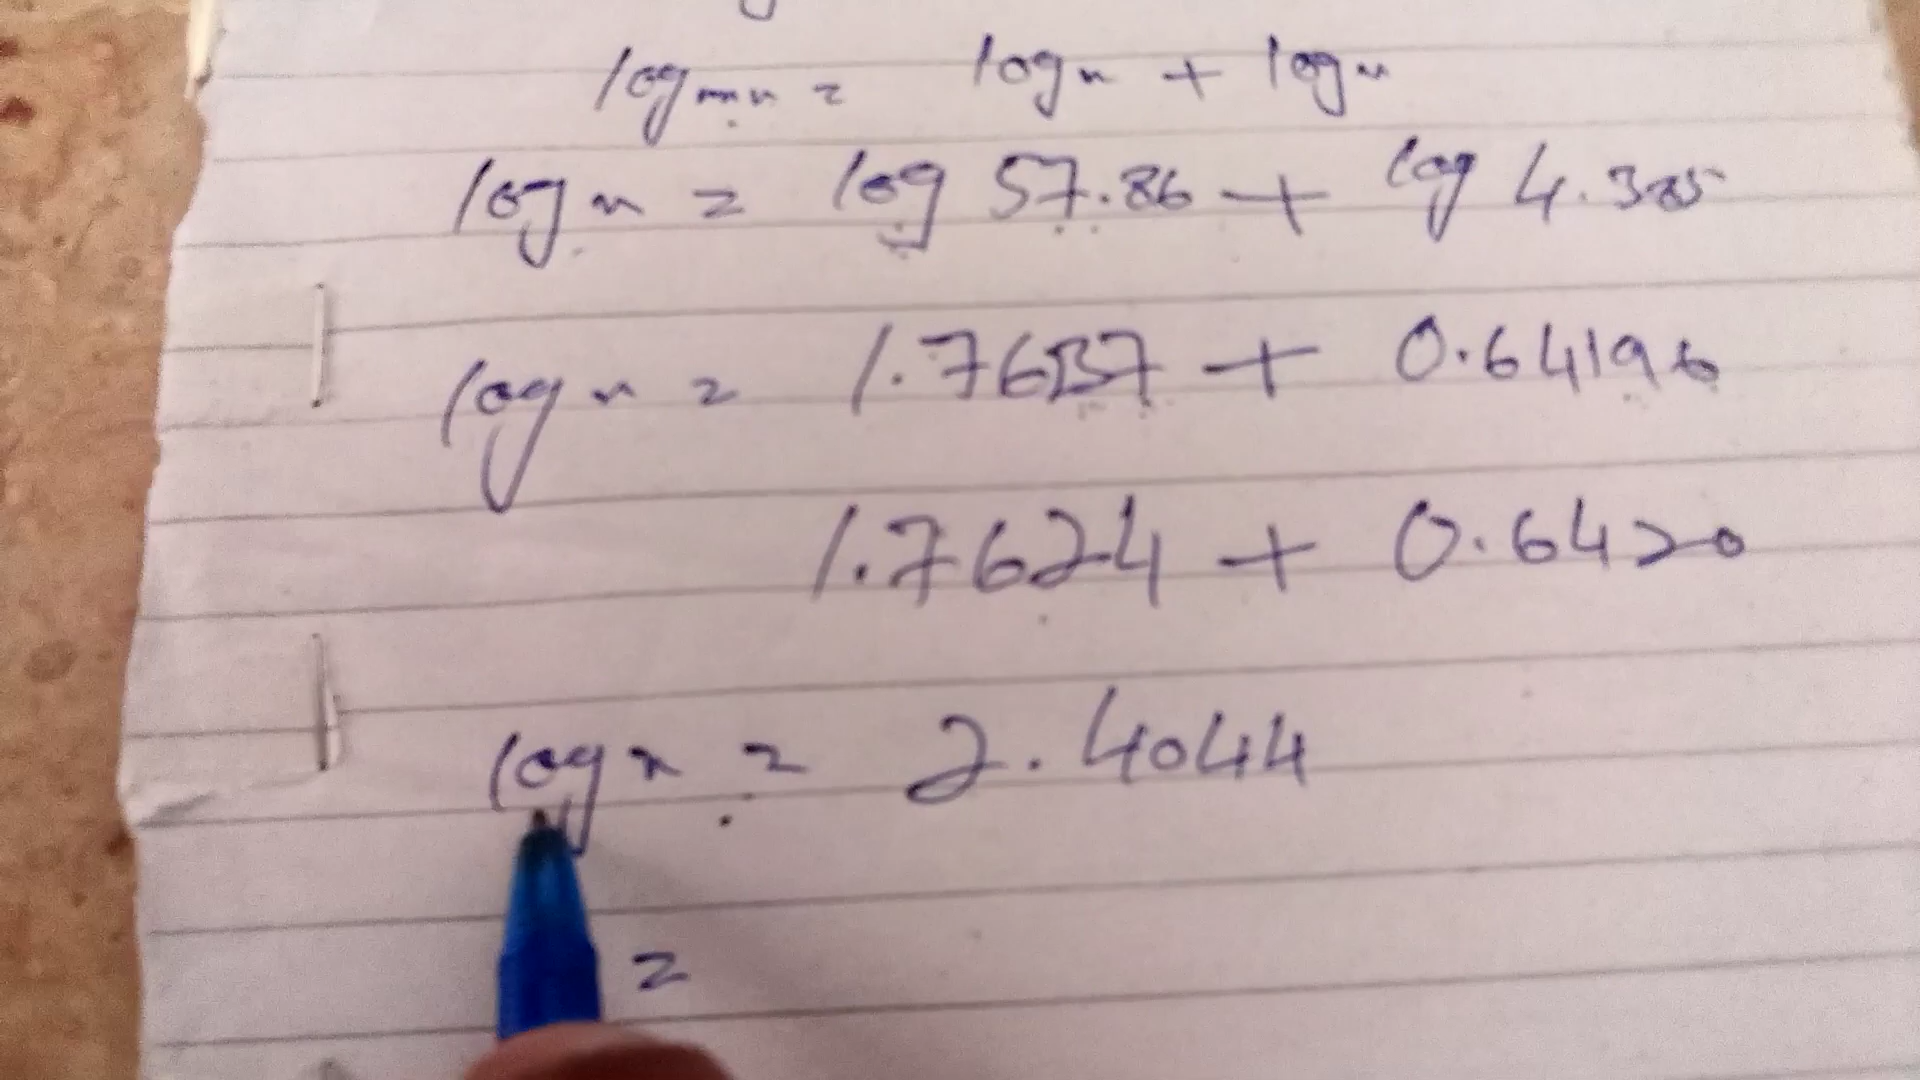 log mn = log n + log n
log n = log 57.86 + log 4.385
log n = 1.7637 + 0.64196
1.7624 + 0.6420
log x = 2.4044
=